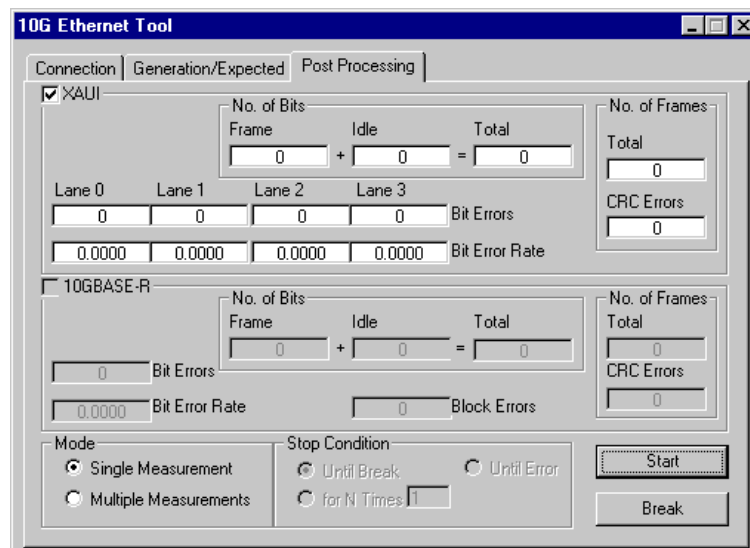 10G Ethernet Tool
Connection Generation/Expected Post Processing
XAUI
No. of Bits No. of Frames
Frame Idle Total
0 + 0 = 0
Total
0
Lane 0 Lane 1 Lane 2 Lane 3
0 0 0 0 Bit Errors
CRC Errors
0
0.0000 0.0000 0.0000 0.0000 Bit Error Rate
10GBASE-R
No. of Bits No. of Frames
Frame Idle Total Total
0 + 0 = 0 0
0 Bit Errors
CRC Errors
0
0.0000 Bit Error Rate 0 Block Errors
Mode Stop Condition
Single Measurement Until Break Until Error Start
Multiple Measurements for N Times 1 Break